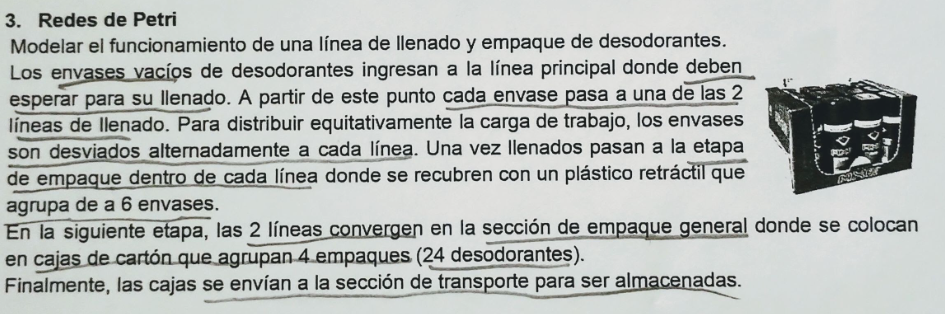 3. Redes de Petri
Modelar el funcionamiento de una línea de llenado y empaque de desodorantes.
Los envases vacíos de desodorantes ingresan a la línea principal donde deben
esperar para su llenado. A partir de este punto cada envase pasa a una de las 2
líneas de llenado. Para distribuir equitativamente la carga de trabajo, los envases
son desviados alternadamente a cada línea. Una vez llenados pasan a la etapa
de empaque dentro de cada línea donde se recubren con un plástico retráctil que
agrupa de a 6 envases.
En la siguiente etapa, las 2 líneas convergen en la sección de empaque general donde se colocan
en cajas de cartón que agrupan 4 empaques (24 desodorantes).
Finalmente, las cajas se envían a la sección de transporte para ser almacenadas.